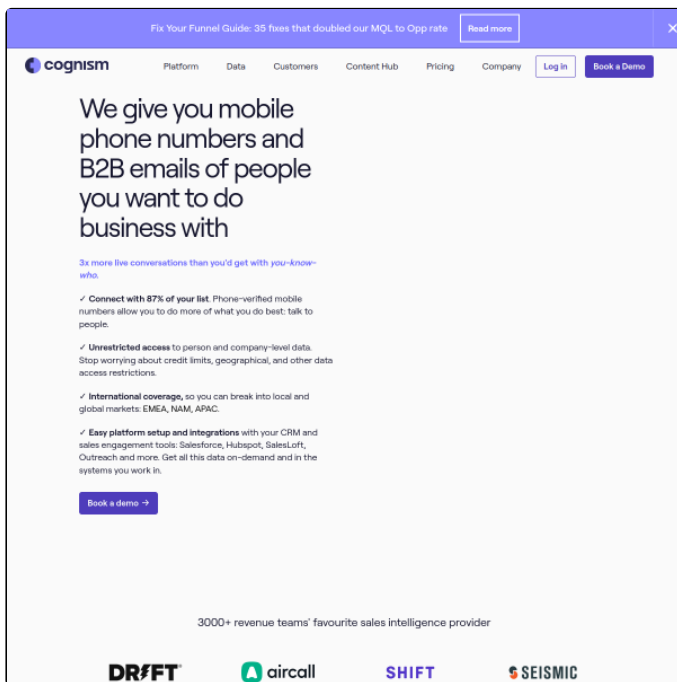 Fix Your Funnel Guide: 35 fixes that doubled our MQL to Opp rate
Read more
cognism
Platform
Data
Customers
Content Hub
Pricing
Company
Log in
Book a Demo
We give you mobile
phone numbers and
B2B emails of people
you want to do
business with
3x more live conversations than you'd get with you-know-
who.
✓ Connect with 87% of your list. Phone-verified mobile
numbers allow you to do more of what you do best: talk to
people.
✓ Unrestricted access to person and company-level data.
Stop worrying about credit limits, geographical, and other data
access restrictions.
✓ International coverage, so you can break into local and
global markets: EMEA, NAM, APAC.
✓ Easy platform setup and integrations with your CRM and
sales engagement tools: Salesforce, Hubspot, SalesLoft,
Outreach and more. Get all this data on-demand and in the
systems you work in.
Book a demo →
3000+ revenue teams' favourite sales intelligence provider
DRIFT
aircall
SHIFT
SEISMIC